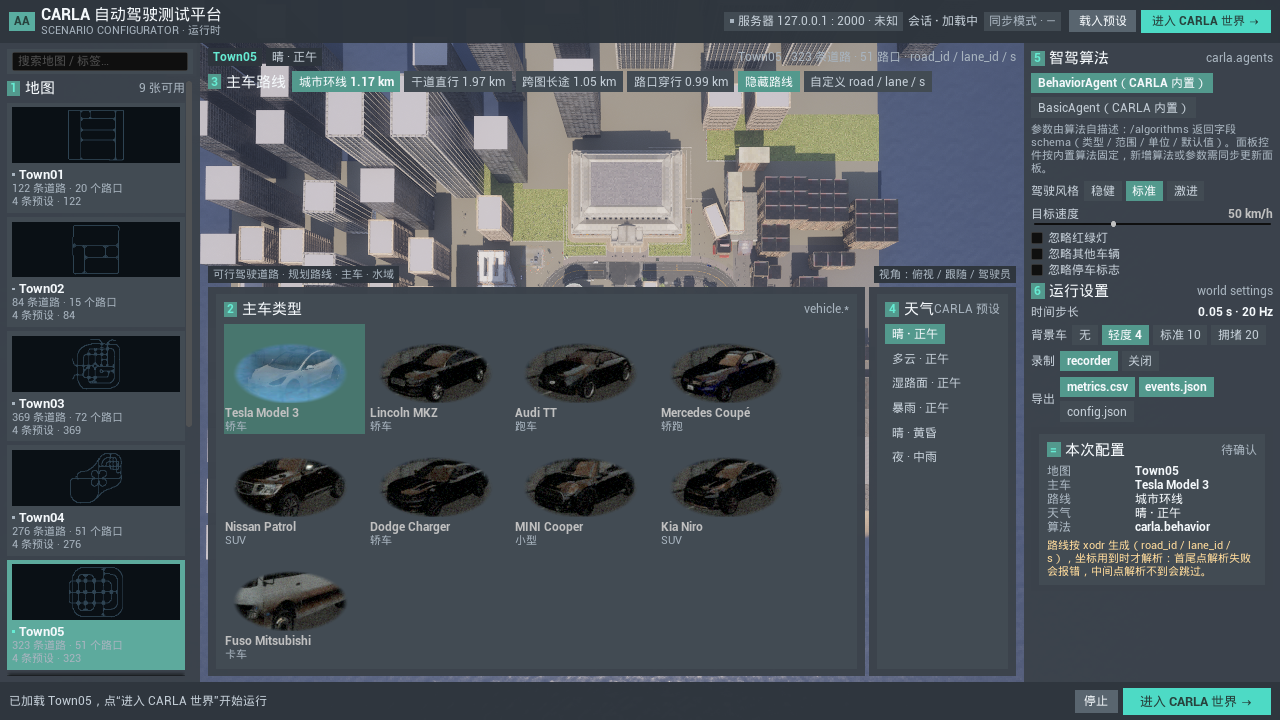 AA
CARLA 自动驾驶测试平台
SCENARIO CONFIGURATOR · 运行时
服务器 127.0.0.1 : 2000 · 未知
会话 · 加载中
同步模式 · —
载入预设
进入 CARLA 世界 →
搜索地图 / 标签...
1 地图 9 张可用
Town01
122 条道路 · 20 个路口
4 条预设 · 122
Town02
84 条道路 · 15 个路口
4 条预设 · 84
Town03
369 条道路 · 72 个路口
4 条预设 · 369
Town04
276 条道路 · 51 个路口
4 条预设 · 276
Town05
323 条道路 · 51 个路口
4 条预设 · 323
Town05 晴 · 正午
Town05 · 323 条道路 · 51 路口 · road_id / lane_id / s
3 主车路线 城市环线 1.17 km 干道直行 1.97 km 跨图长途 1.05 km 路口穿行 0.99 km 隐藏路线 自定义 road / lane / s
可行驶道路 · 规划路线 · 主车 · 水域
视角 : 俯视 / 跟随 / 驾驶员
2 主车类型 vehicle.*
Tesla Model 3
轿车
Lincoln MKZ
轿车
Audi TT
跑车
Mercedes Coupé
轿跑
Nissan Patrol
SUV
Dodge Charger
轿车
MINI Cooper
小型
Kia Niro
SUV
Fuso Mitsubishi
卡车
4 天气 CARLA 预设
晴 · 正午
多云 · 正午
湿路面 · 正午
暴雨 · 正午
晴 · 黄昏
夜 · 中雨
5 智驾算法 carla.agents
BehaviorAgent（CARLA 内置）
BasicAgent（CARLA 内置）
参数由算法自描述：/algorithms 返回字段
schema（类型 / 范围 / 单位 / 默认值）。面板控
件按内置算法固定，新增算法或参数需同步更新面
板。
驾驶风格 稳健 标准 激进
目标速度 50 km/h
忽略红绿灯
忽略其他车辆
忽略停车标志
6 运行设置 world settings
时间步长 0.05 s · 20 Hz
背景车 无 轻度 4 标准 10 拥堵 20
录制 recorder 关闭
导出 metrics.csv events.json
config.json
= 本次配置 待确认
地图 Town05
主车 Tesla Model 3
路线 城市环线
天气 晴 · 正午
算法 carla.behavior
路线按 xodr 生成（road_id / lane_id /
s），坐标用到时才解析：首尾点解析失败
会报错，中间点解析不到会跳过。
已加载 Town05，点“进入 CARLA 世界”开始运行
停止
进入 CARLA 世界 →